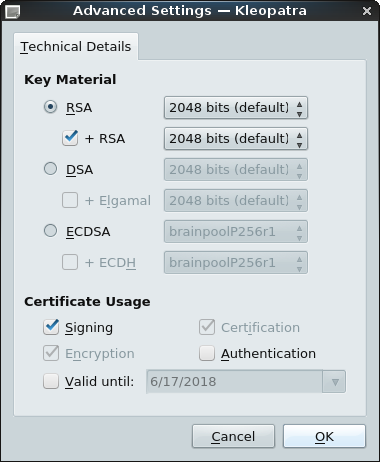 Advanced Settings — Kleopatra
Technical Details
Key Material
RSA 2048 bits (default)
+ RSA 2048 bits (default)
DSA 2048 bits (default)
+ Elgamal 2048 bits (default)
ECDSA brainpoolP256r1
+ ECDH brainpoolP256r1
Certificate Usage
Signing Certification
Encryption Authentication
Valid until: 6/17/2018
Cancel OK